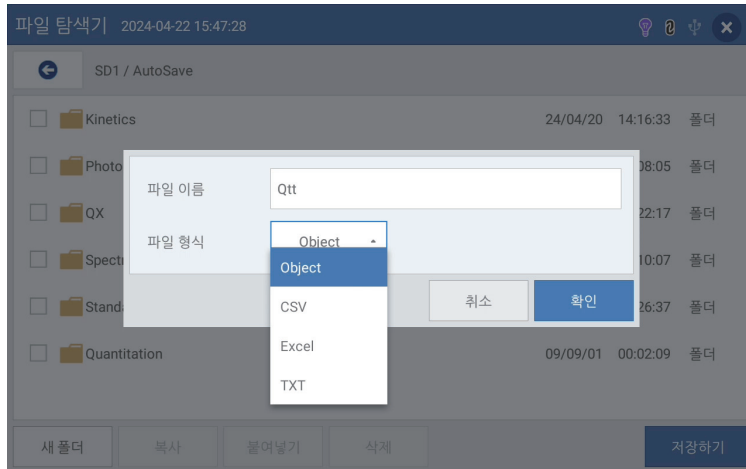 파일 탐색기 2024-04-22 15:47:28
SD1 / AutoSave
Kinetics 24/04/20 14:16:33 폴더
Photo 08:05 폴더
파일 이름 Qtt
QX 22:17 폴더
파일 형식 Object
Spectr 10:07 폴더
Object
CSV
취소 확인
Stand 26:37 폴더
Excel
Quantitation 09/09/01 00:02:09 폴더
TXT
새 폴더 복사 붙여넣기 삭제 저장하기